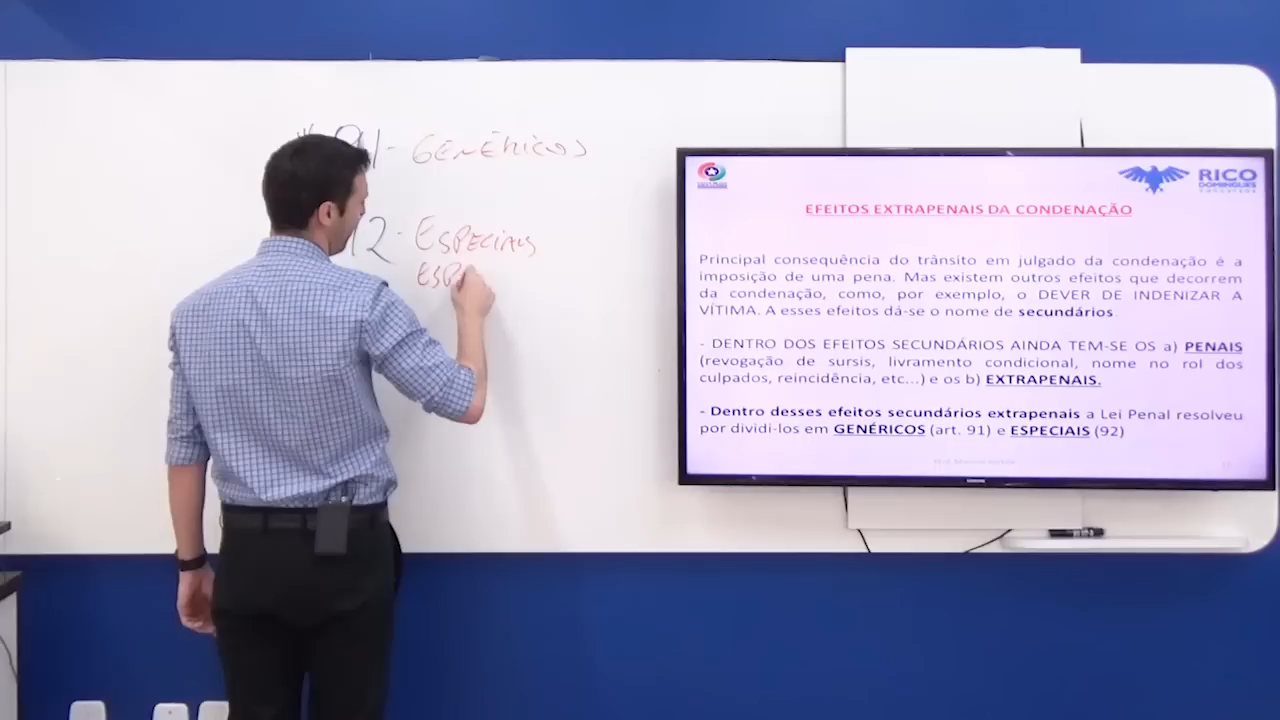 91- GENÉRICOS
92- ESPECIAIS
ESP
RICO
DOMINGUES
CONCURSOS
EFEITOS EXTRAPENAIS DA CONDENAÇÃO
Principal consequência do trânsito em julgado da condenação é a
imposição de uma pena. Mas existem outros efeitos que decorrem
da condenação, como, por exemplo, o DEVER DE INDENIZAR A
VÍTIMA. A esses efeitos dá-se o nome de secundários.
- DENTRO DOS EFEITOS SECUNDÁRIOS AINDA TEM-SE OS a) PENAIS
(revogação de sursis, livramento condicional, nome no rol dos
culpados, reincidência, etc...) e os b) EXTRAPENAIS.
- Dentro desses efeitos secundários extrapenais a Lei Penal resolveu
por dividi-los em GENÉRICOS (art. 91) e ESPECIAIS (92)